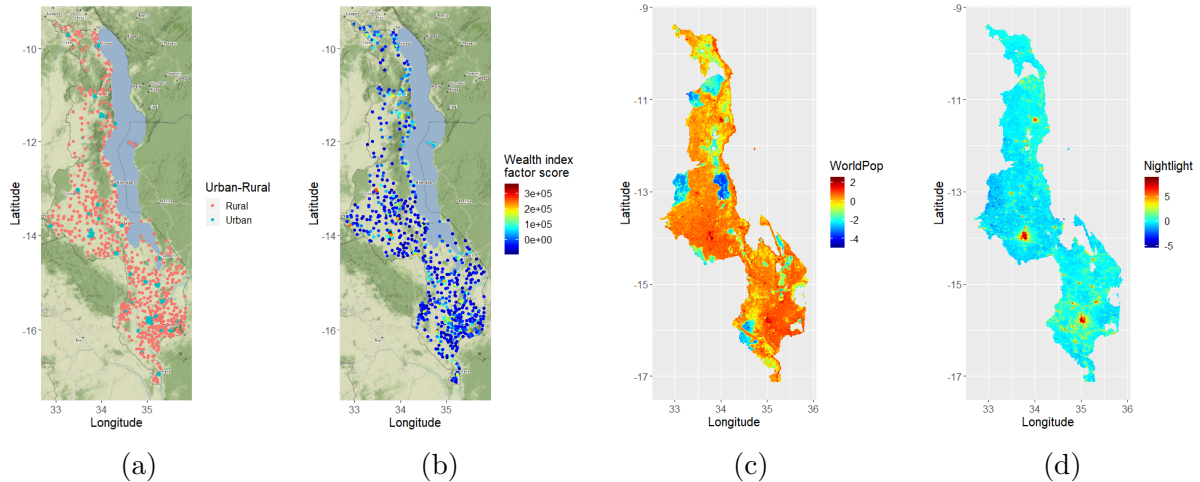 -10
-12
-14
-16
Latitude
33
34
35
Longitude
Urban-Rural
Rural
Urban
(a)
-10
-12
-14
-16
Latitude
33
34
35
Longitude
Wealth index
factor score
3e+05
2e+05
1e+05
0e+00
(b)
-9
-11
-13
-15
-17
Latitude
33
34
35
36
Longitude
WorldPop
2
0
-2
-4
(c)
-9
-11
-13
-15
-17
Latitude
33
34
35
36
Longitude
Nightlight
5
0
-5
(d)